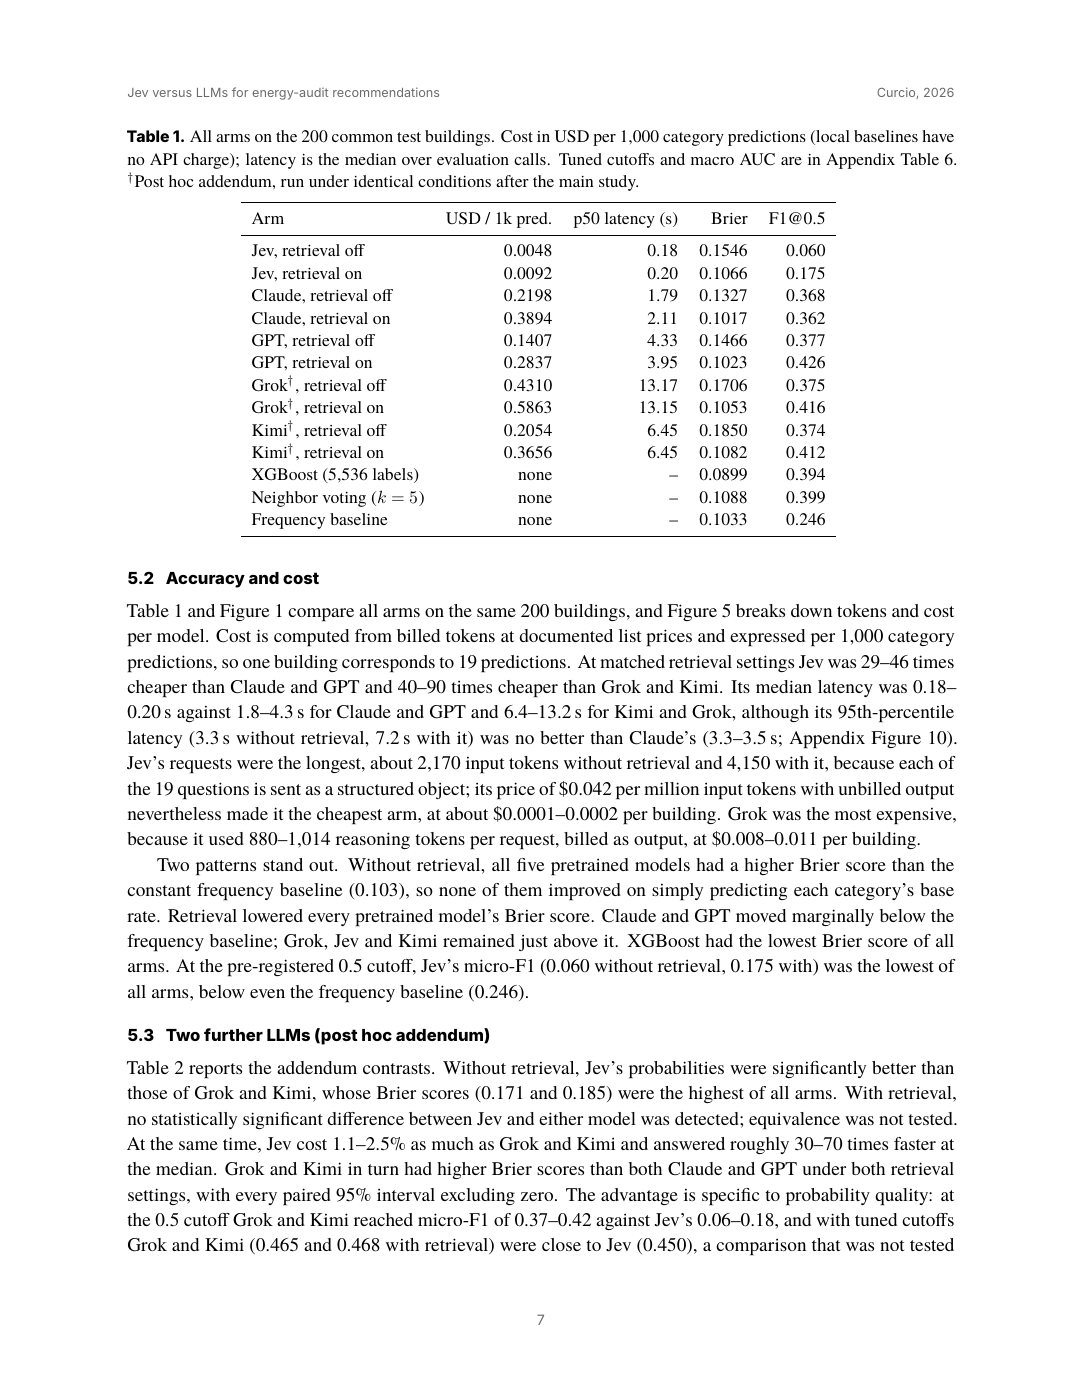 Jev versus LLMs for energy-audit recommendations
Curcio, 2026
Table 1. All arms on the 200 common test buildings. Cost in USD per 1,000 category predictions (local baselines have
no API charge); latency is the median over evaluation calls. Tuned cutoffs and macro AUC are in Appendix Table 6.
†Post hoc addendum, run under identical conditions after the main study.
Arm USD / 1k pred. p50 latency (s) Brier F1@0.5
Jev, retrieval off 0.0048 0.18 0.1546 0.060
Jev, retrieval on 0.0092 0.20 0.1066 0.175
Claude, retrieval off 0.2198 1.79 0.1327 0.368
Claude, retrieval on 0.3894 2.11 0.1017 0.362
GPT, retrieval off 0.1407 4.33 0.1466 0.377
GPT, retrieval on 0.2837 3.95 0.1023 0.426
Grok†, retrieval off 0.4310 13.17 0.1706 0.375
Grok†, retrieval on 0.5863 13.15 0.1053 0.416
Kimi†, retrieval off 0.2054 6.45 0.1850 0.374
Kimi†, retrieval on 0.3656 6.45 0.1082 0.412
XGBoost (5,536 labels) none – 0.0899 0.394
Neighbor voting (k = 5) none – 0.1088 0.399
Frequency baseline none – 0.1033 0.246
5.2 Accuracy and cost
Table 1 and Figure 1 compare all arms on the same 200 buildings, and Figure 5 breaks down tokens and cost
per model. Cost is computed from billed tokens at documented list prices and expressed per 1,000 category
predictions, so one building corresponds to 19 predictions. At matched retrieval settings Jev was 29–46 times
cheaper than Claude and GPT and 40–90 times cheaper than Grok and Kimi. Its median latency was 0.18–
0.20 s against 1.8–4.3 s for Claude and GPT and 6.4–13.2 s for Kimi and Grok, although its 95th-percentile
latency (3.3 s without retrieval, 7.2 s with it) was no better than Claude's (3.3–3.5 s; Appendix Figure 10).
Jev's requests were the longest, about 2,170 input tokens without retrieval and 4,150 with it, because each of
the 19 questions is sent as a structured object; its price of $0.042 per million input tokens with unbilled output
nevertheless made it the cheapest arm, at about $0.0001–0.0002 per building. Grok was the most expensive,
because it used 880–1,014 reasoning tokens per request, billed as output, at $0.008–0.011 per building.
Two patterns stand out. Without retrieval, all five pretrained models had a higher Brier score than the
constant frequency baseline (0.103), so none of them improved on simply predicting each category's base
rate. Retrieval lowered every pretrained model's Brier score. Claude and GPT moved marginally below the
frequency baseline; Grok, Jev and Kimi remained just above it. XGBoost had the lowest Brier score of all
arms. At the pre-registered 0.5 cutoff, Jev's micro-F1 (0.060 without retrieval, 0.175 with) was the lowest of
all arms, below even the frequency baseline (0.246).
5.3 Two further LLMs (post hoc addendum)
Table 2 reports the addendum contrasts. Without retrieval, Jev's probabilities were significantly better than
those of Grok and Kimi, whose Brier scores (0.171 and 0.185) were the highest of all arms. With retrieval,
no statistically significant difference between Jev and either model was detected; equivalence was not tested.
At the same time, Jev cost 1.1–2.5% as much as Grok and Kimi and answered roughly 30–70 times faster at
the median. Grok and Kimi in turn had higher Brier scores than both Claude and GPT under both retrieval
settings, with every paired 95% interval excluding zero. The advantage is specific to probability quality: at
the 0.5 cutoff Grok and Kimi reached micro-F1 of 0.37–0.42 against Jev's 0.06–0.18, and with tuned cutoffs
Grok and Kimi (0.465 and 0.468 with retrieval) were close to Jev (0.450), a comparison that was not tested
7